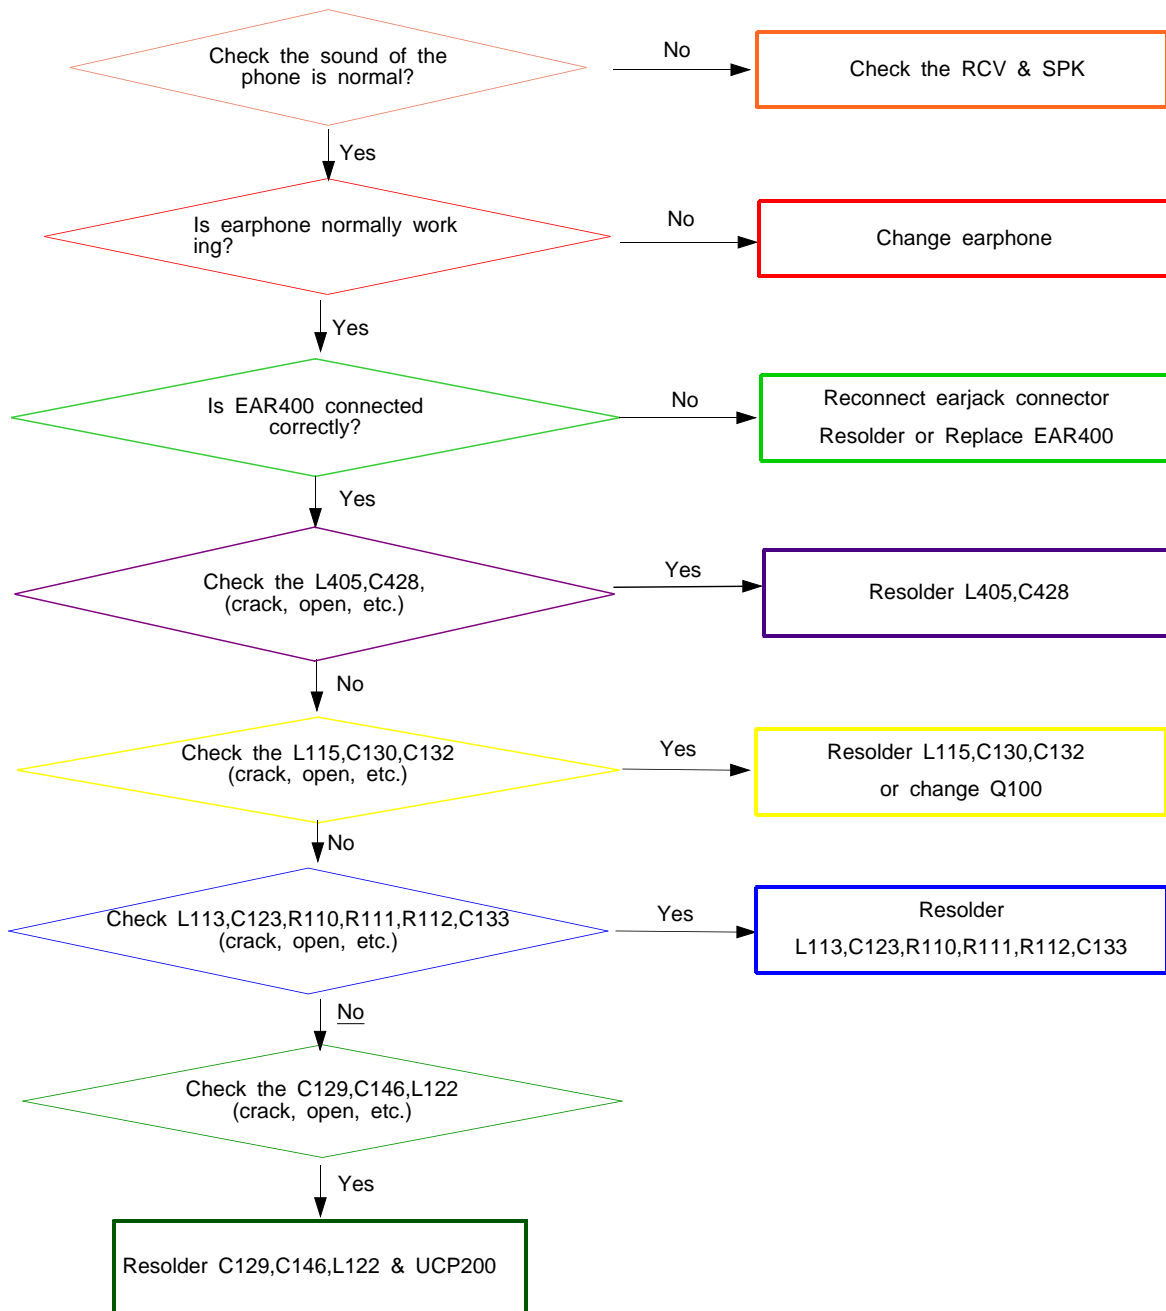 Check the sound of the
phone is normal?
No
Check the RCV & SPK
Yes
Is earphone normally work
ing?
No
Change earphone
Yes
Is EAR400 connected
correctly?
No
Reconnect earjack connector
Resolder or Replace EAR400
Yes
Check the L405,C428,
(crack, open, etc.)
Yes
Resolder L405,C428
No
Check the L115,C130,C132
(crack, open, etc.)
Yes
Resolder L115,C130,C132
or change Q100
No
Check L113,C123,R110,R111,R112,C133
(crack, open, etc.)
Yes
Resolder
L113,C123,R110,R111,R112,C133
No
Check the C129,C146,L122
(crack, open, etc.)
Yes
Resolder C129,C146,L122 & UCP200